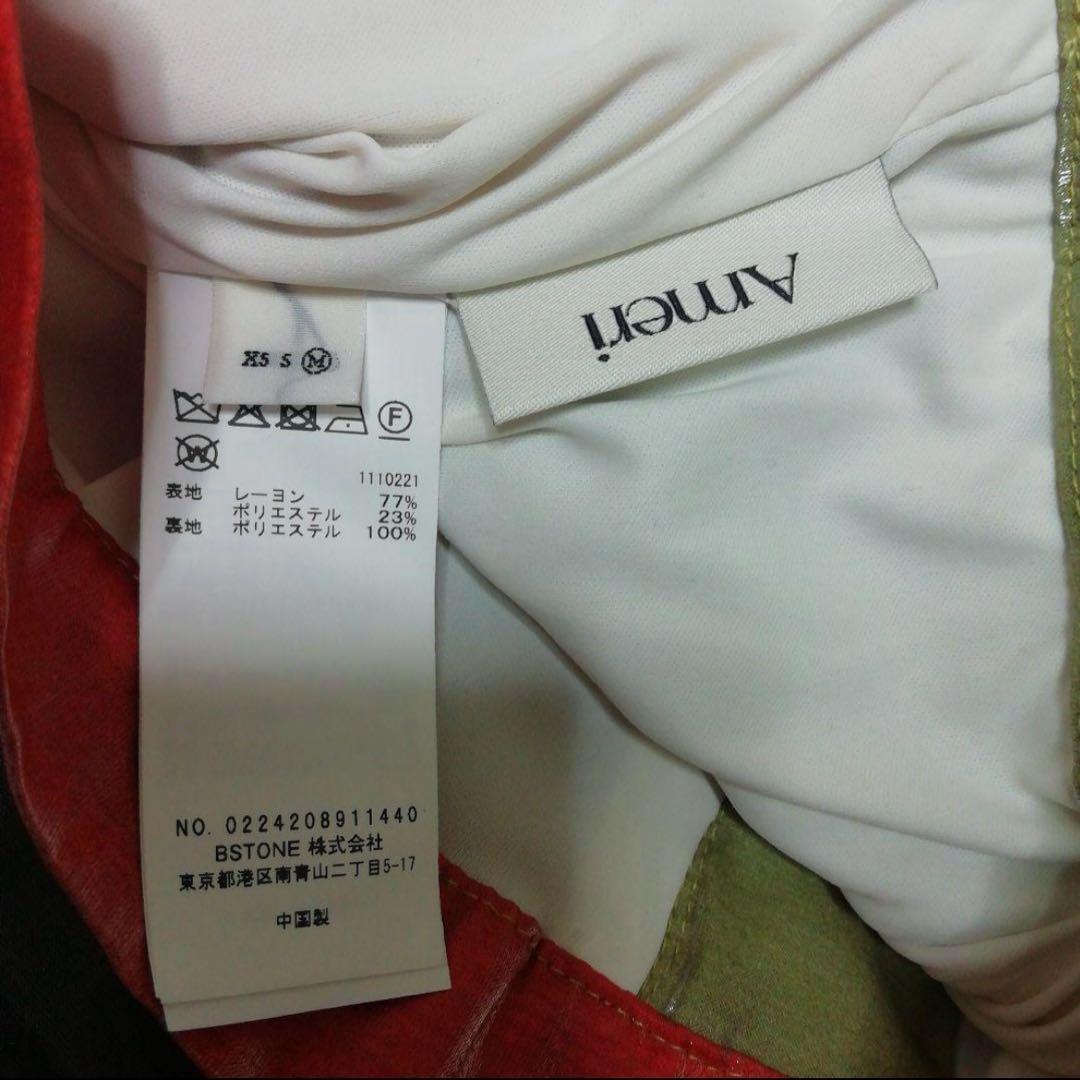 Ameri
XS S M
F
W
1110221
表地 レーヨン 77%
ポリエステル 23%
裏地 ポリエステル 100%
NO. 0224208911440
BSTONE 株式会社
東京都港区南青山二丁目5-17
中国製